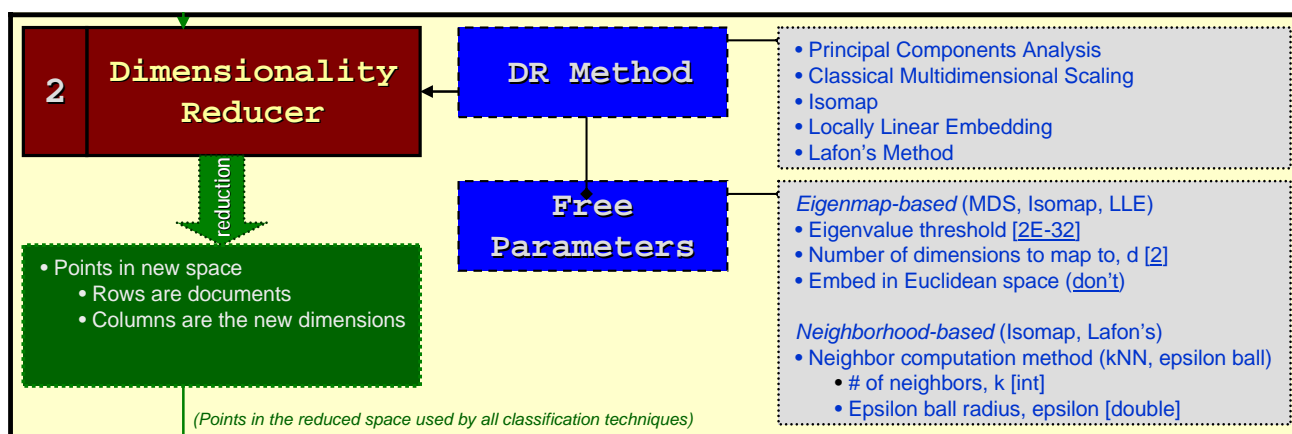 2
Dimensionality
Reducer
DR Method
• Principal Components Analysis
• Classical Multidimensional Scaling
• Isomap
• Locally Linear Embedding
• Lafon's Method
reduction
Free
Parameters
Eigenmap-based (MDS, Isomap, LLE)
• Eigenvalue threshold [2E-32]
• Number of dimensions to map to, d [2]
• Embed in Euclidean space (don't)
Neighborhood-based (Isomap, Lafon's)
• Neighbor computation method (kNN, epsilon ball)
• # of neighbors, k [int]
• Epsilon ball radius, epsilon [double]
• Points in new space
• Rows are documents
• Columns are the new dimensions
(Points in the reduced space used by all classification techniques)